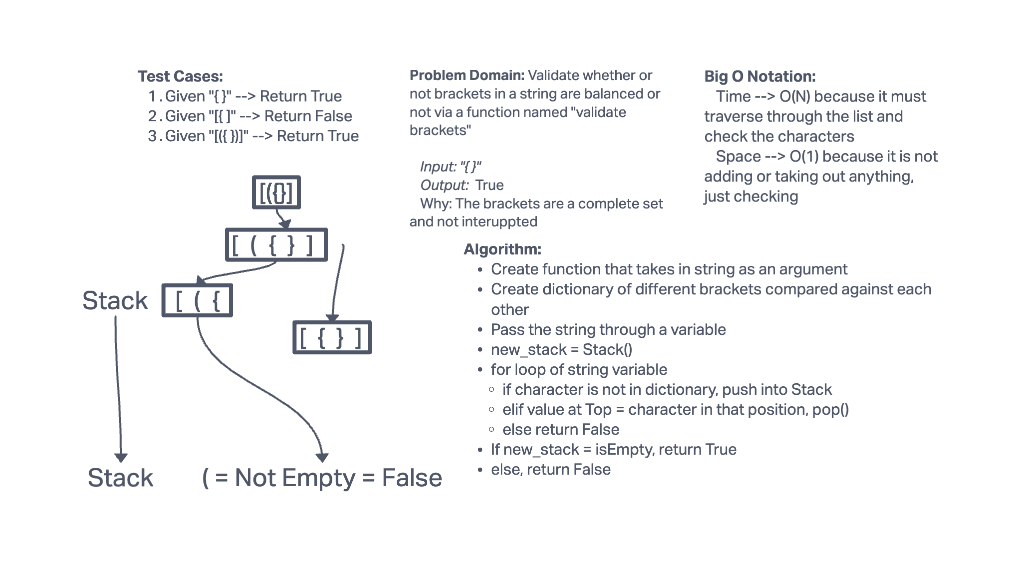 Test Cases:
1. Given "{ }" --> Return True
2. Given "[{ ]" --> Return False
3. Given "[({ })]" --> Return True
Problem Domain: Validate whether or
not brackets in a string are balanced or
not via a function named "validate
brackets"
Input: "{ }"
Output: True
Why: The brackets are a complete set
and not interuppted
Big O Notation:
Time --> O(N) because it must
traverse through the list and
check the characters
Space --> O(1) because it is not
adding or taking out anything,
just checking
[({}]
[ ( { } ]
Stack
[ ( {
[ { } ]
Stack
( = Not Empty = False
Algorithm:
• Create function that takes in string as an argument
• Create dictionary of different brackets compared against each
other
• Pass the string through a variable
• new_stack = Stack()
• for loop of string variable
◦ if character is not in dictionary, push into Stack
◦ elif value at Top = character in that position, pop()
◦ else return False
• If new_stack = isEmpty, return True
• else, return False